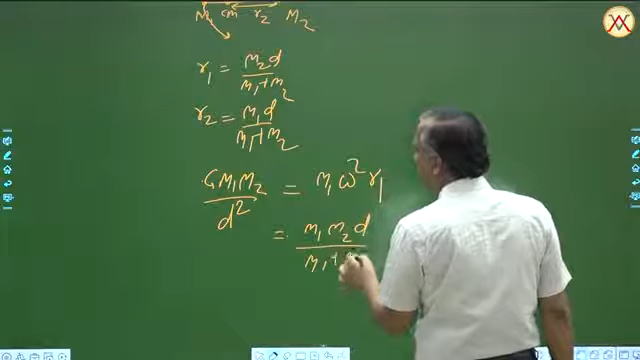 M₁ cm r₂ M₂
r₁ = m₂d / m₁+m₂
r₂ = m₁d / m₁+m₂
GM₁M₂ / d² = m₁ω²r₁
= m₁m₂d / m₁+